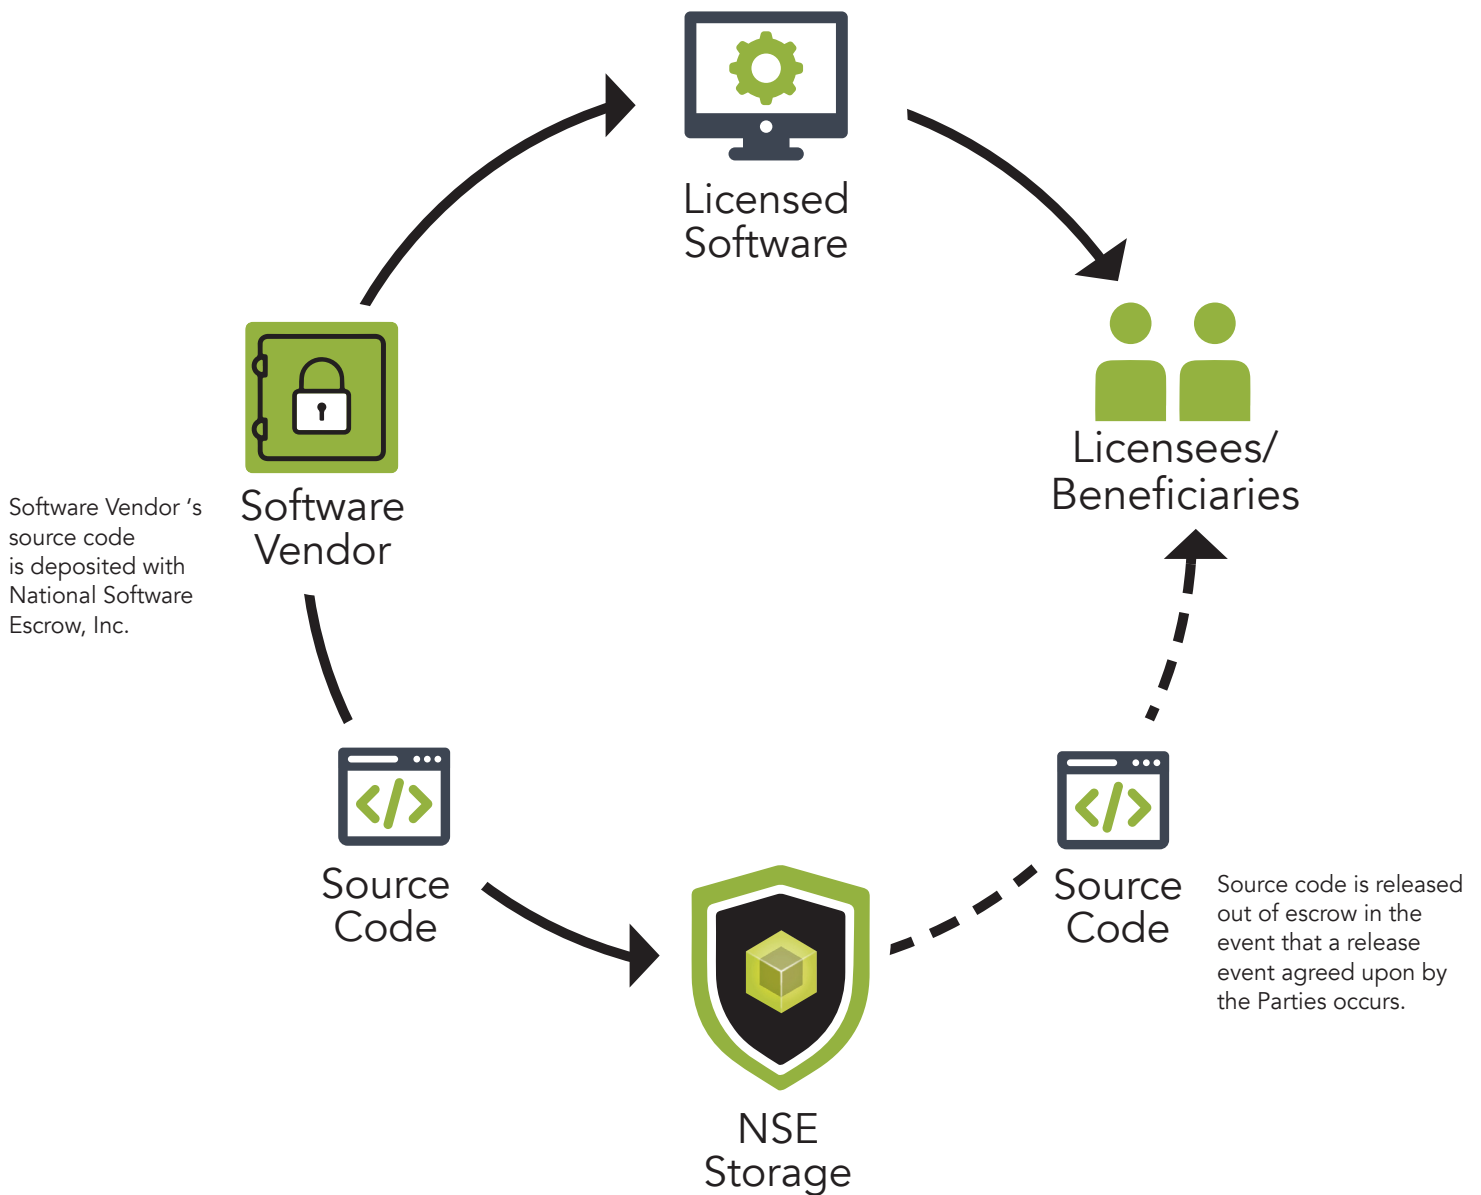 Licensed
Software
Licensees/
Beneficiaries
Software
Vendor
Software Vendor ‘s
source code
is deposited with
National Software
Escrow, Inc.
</>
Source
Code
</>
Source
Code
Source code is released
out of escrow in the
event that a release
event agreed upon by
the Parties occurs.
NSE
Storage